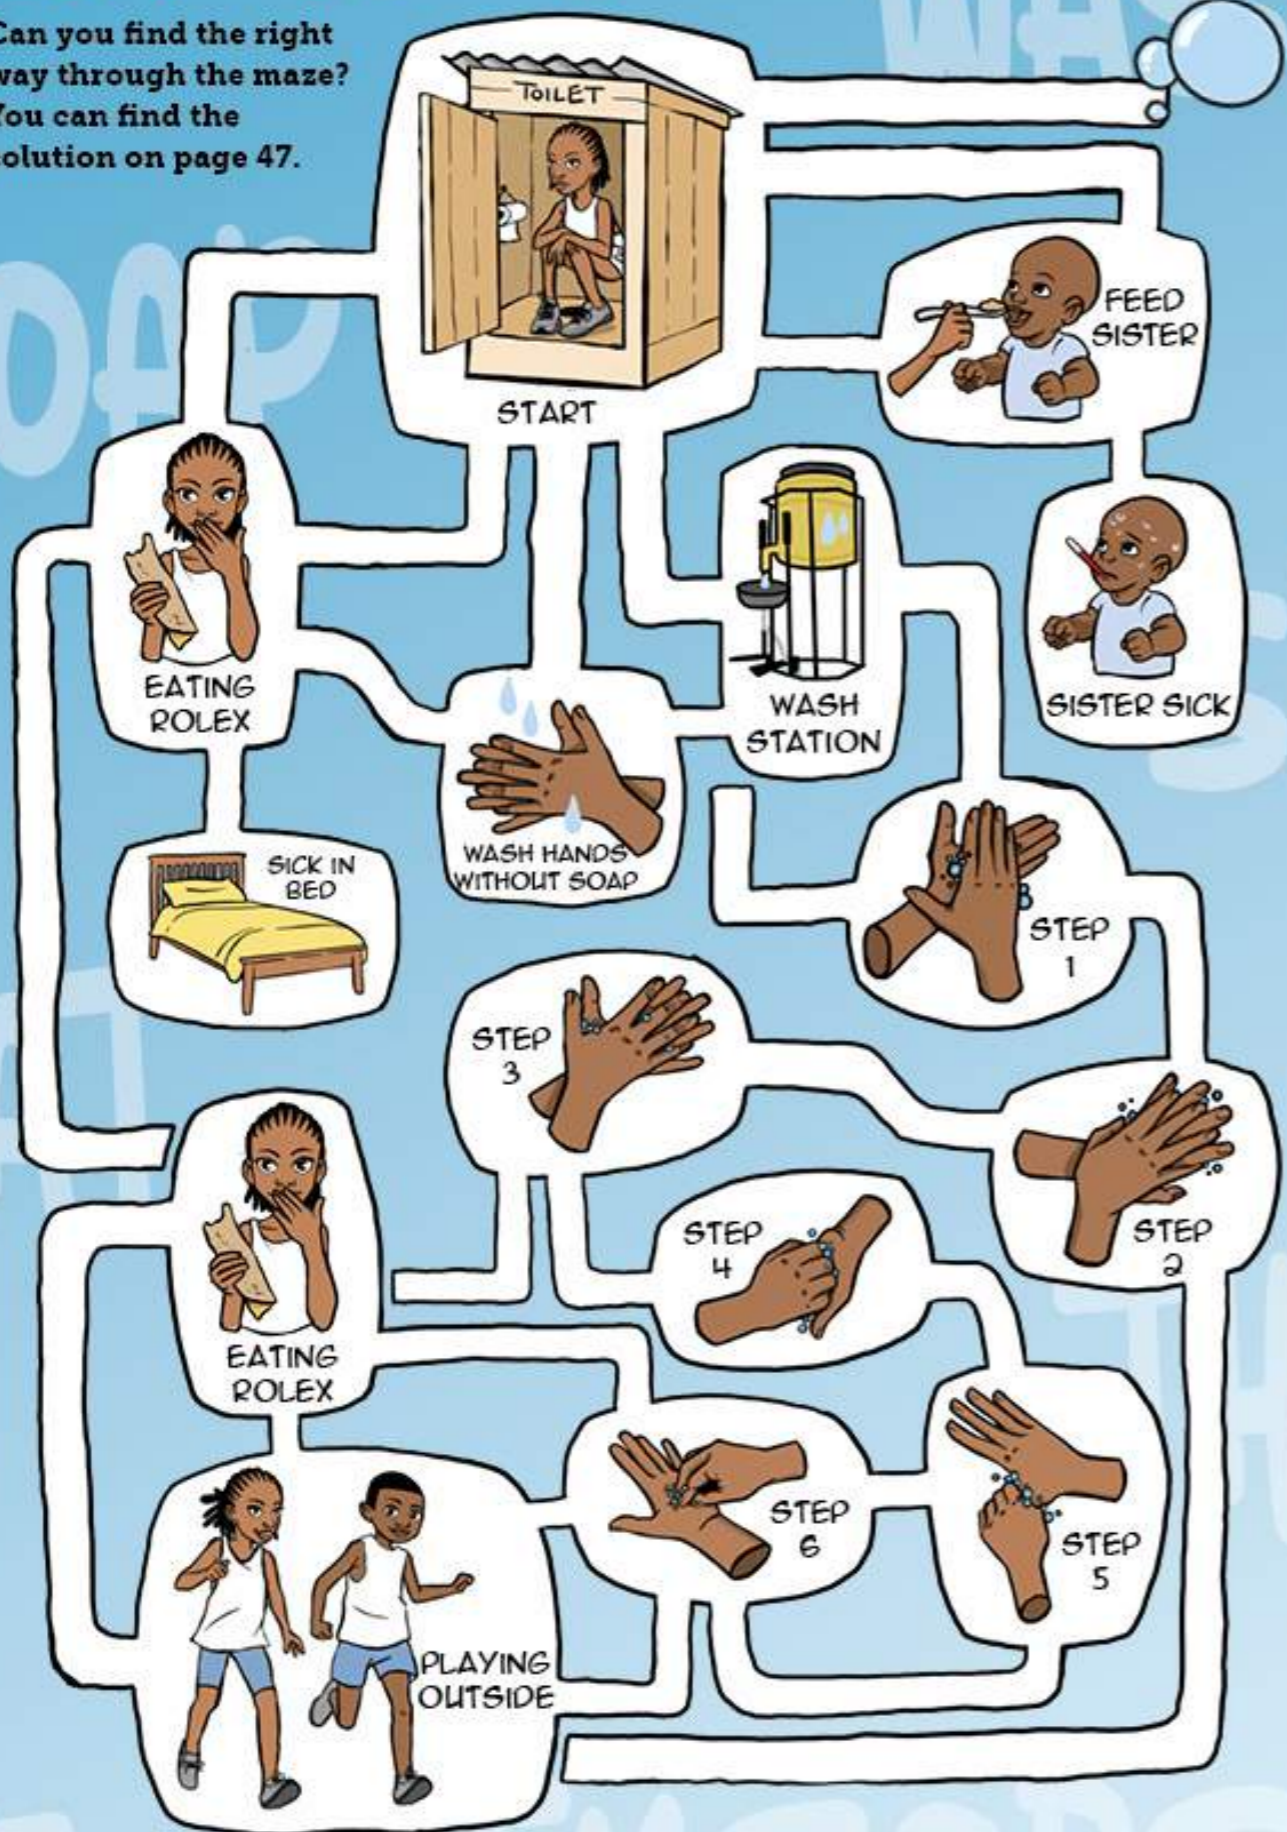 Can you find the right
way through the maze?
You can find the
solution on page 47.
TOILET
START
FEED
SISTER
EATING
ROLEX
WASH
STATION
SISTER SICK
WASH HANDS
WITHOUT SOAP
SICK IN
BED
STEP
1
STEP
3
STEP
2
STEP
4
EATING
ROLEX
STEP
6
STEP
5
PLAYING
OUTSIDE